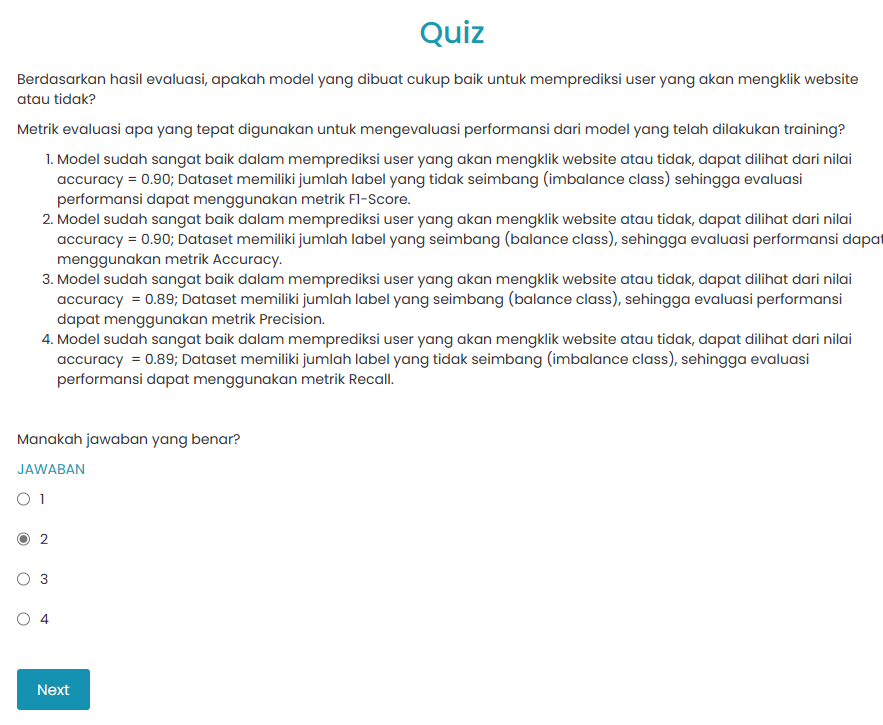 Quiz
Berdasarkan hasil evaluasi, apakah model yang dibuat cukup baik untuk memprediksi user yang akan mengklik website
atau tidak?
Metrik evaluasi apa yang tepat digunakan untuk mengevaluasi performansi dari model yang telah dilakukan training?
1. Model sudah sangat baik dalam memprediksi user yang akan mengklik website atau tidak, dapat dilihat dari nilai
accuracy = 0.90; Dataset memiliki jumlah label yang tidak seimbang (imbalance class) sehingga evaluasi
performansi dapat menggunakan metrik F1-Score.
2. Model sudah sangat baik dalam memprediksi user yang akan mengklik website atau tidak, dapat dilihat dari nilai
accuracy = 0.90; Dataset memiliki jumlah label yang seimbang (balance class), sehingga evaluasi performansi dapat
menggunakan metrik Accuracy.
3. Model sudah sangat baik dalam memprediksi user yang akan mengklik website atau tidak, dapat dilihat dari nilai
accuracy  = 0.89; Dataset memiliki jumlah label yang seimbang (balance class), sehingga evaluasi performansi
dapat menggunakan metrik Precision.
4. Model sudah sangat baik dalam memprediksi user yang akan mengklik website atau tidak, dapat dilihat dari nilai
accuracy  = 0.89; Dataset memiliki jumlah label yang tidak seimbang (imbalance class), sehingga evaluasi
performansi dapat menggunakan metrik Recall.
Manakah jawaban yang benar?
JAWABAN
1
2
3
4
Next